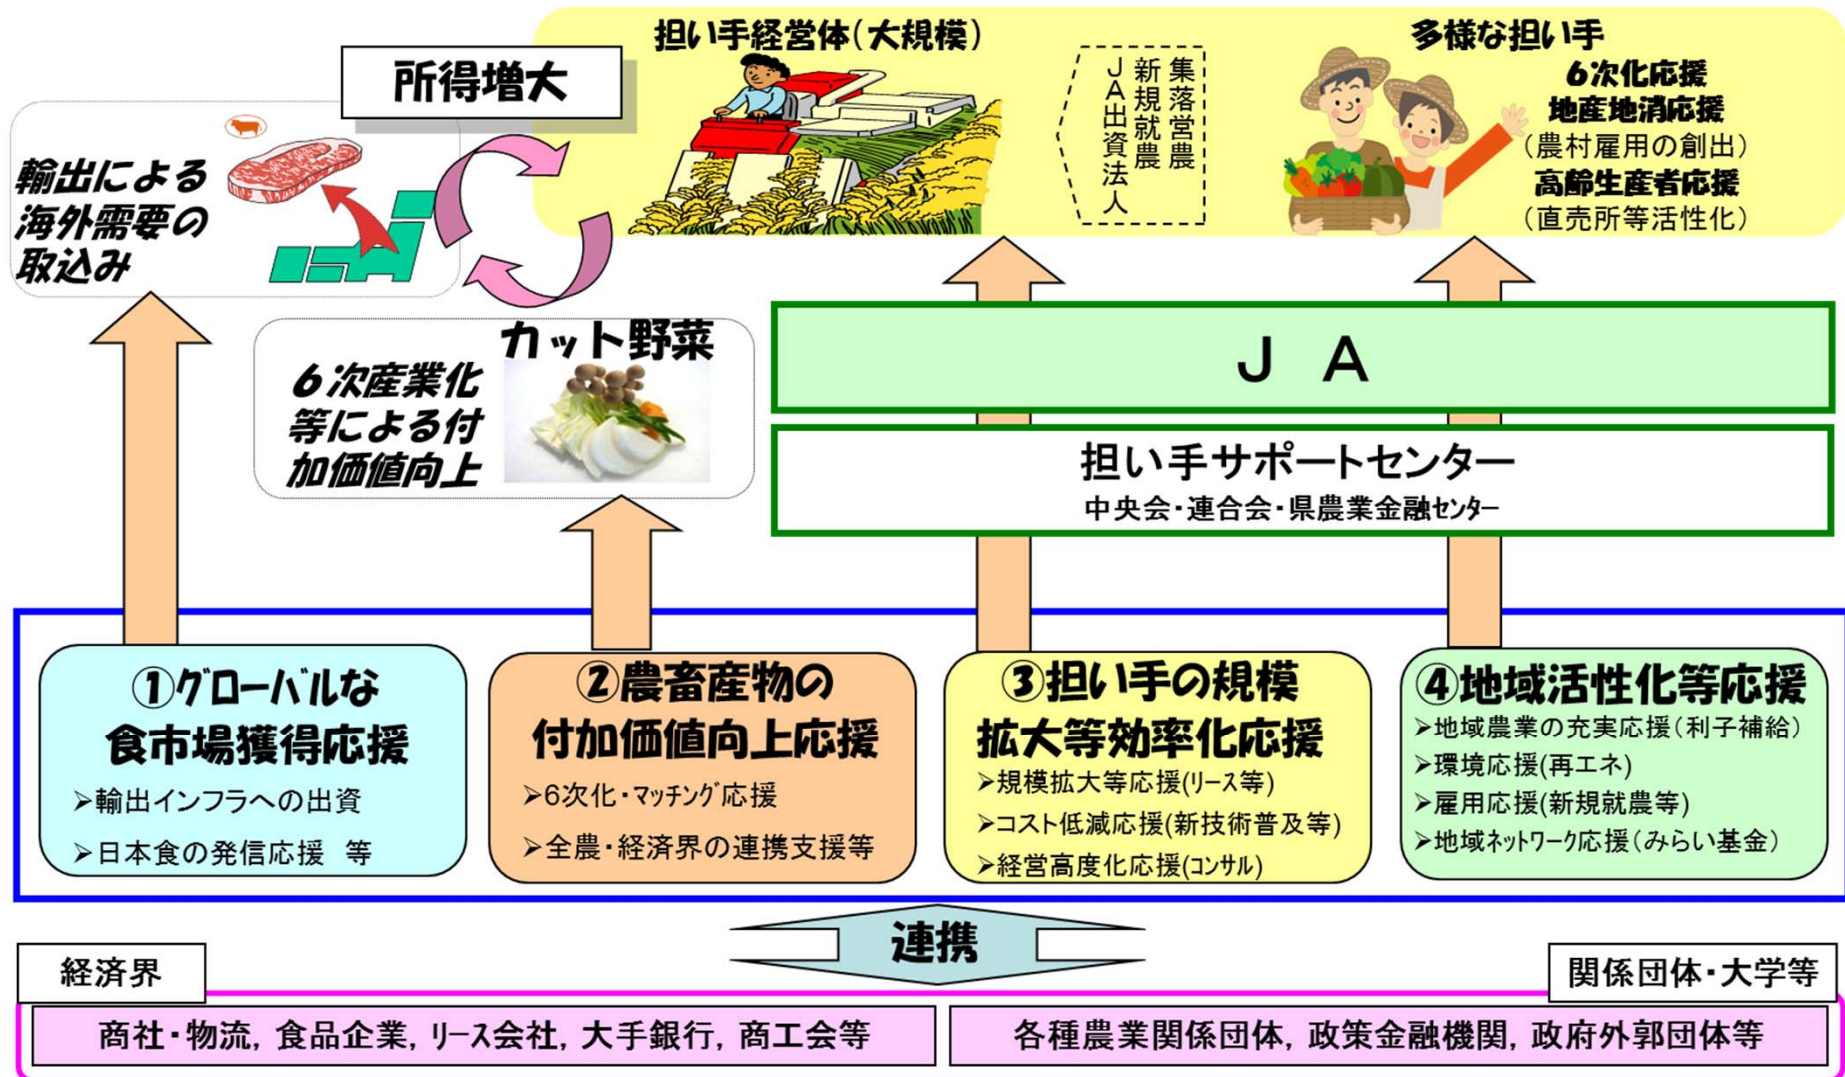 所得増大
担い手経営体(大規模)
集落営農
新規就農
JA出資法人
多様な担い手
6次化応援
地産地消応援
(農村雇用の創出)
高齢生産者応援
(直売所等活性化)
輸出による
海外需要の
取込み
カット野菜
6次産業化
等による付
加価値向上
JA
担い手サポートセンター
中央会・連合会・県農業金融ｾﾝﾀｰ
①ｸﾞﾛｰﾊﾞﾙな
食市場獲得応援
➢輸出インフラへの出資
➢日本食の発信応援 等
②農畜産物の
付加価値向上応援
➢6次化・ﾏｯﾁﾝｸﾞ応援
➢全農・経済界の連携支援等
③担い手の規模
拡大等効率化応援
➢規模拡大等応援(ﾘｰｽ等)
➢コスト低減応援(新技術普及等)
➢経営高度化応援(ｺﾝｻﾙ)
④地域活性化等応援
➢地域農業の充実応援(利子補給)
➢環境応援(再エネ)
➢雇用応援(新規就農等)
➢地域ﾈｯﾄﾜｰｸ応援(みらい基金)
連携
経済界
関係団体・大学等
商社・物流, 食品企業, ﾘｰｽ会社, 大手銀行, 商工会等
各種農業関係団体, 政策金融機関, 政府外郭団体等